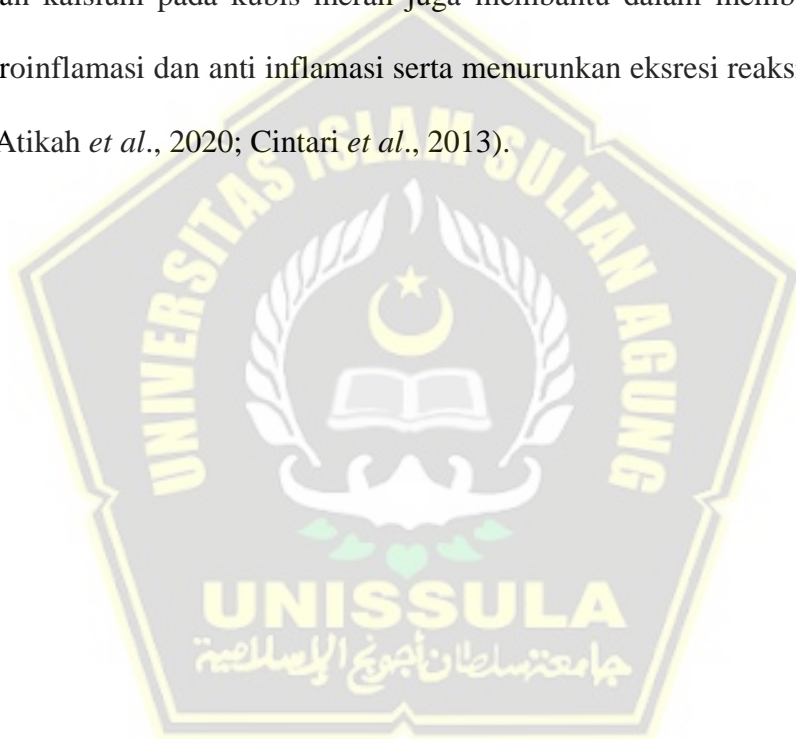 kalsium pada kubis merah juga membantu dalam
roinflamasi dan anti inflamasi serta menurunkan eksresi reaks
Atikah et al., 2020; Cintari et al., 2013).
UNIVERSITAS ISLAM SULTAN AGUNG
UNISSULA
جامعة سلطان أجونج الإسلامية